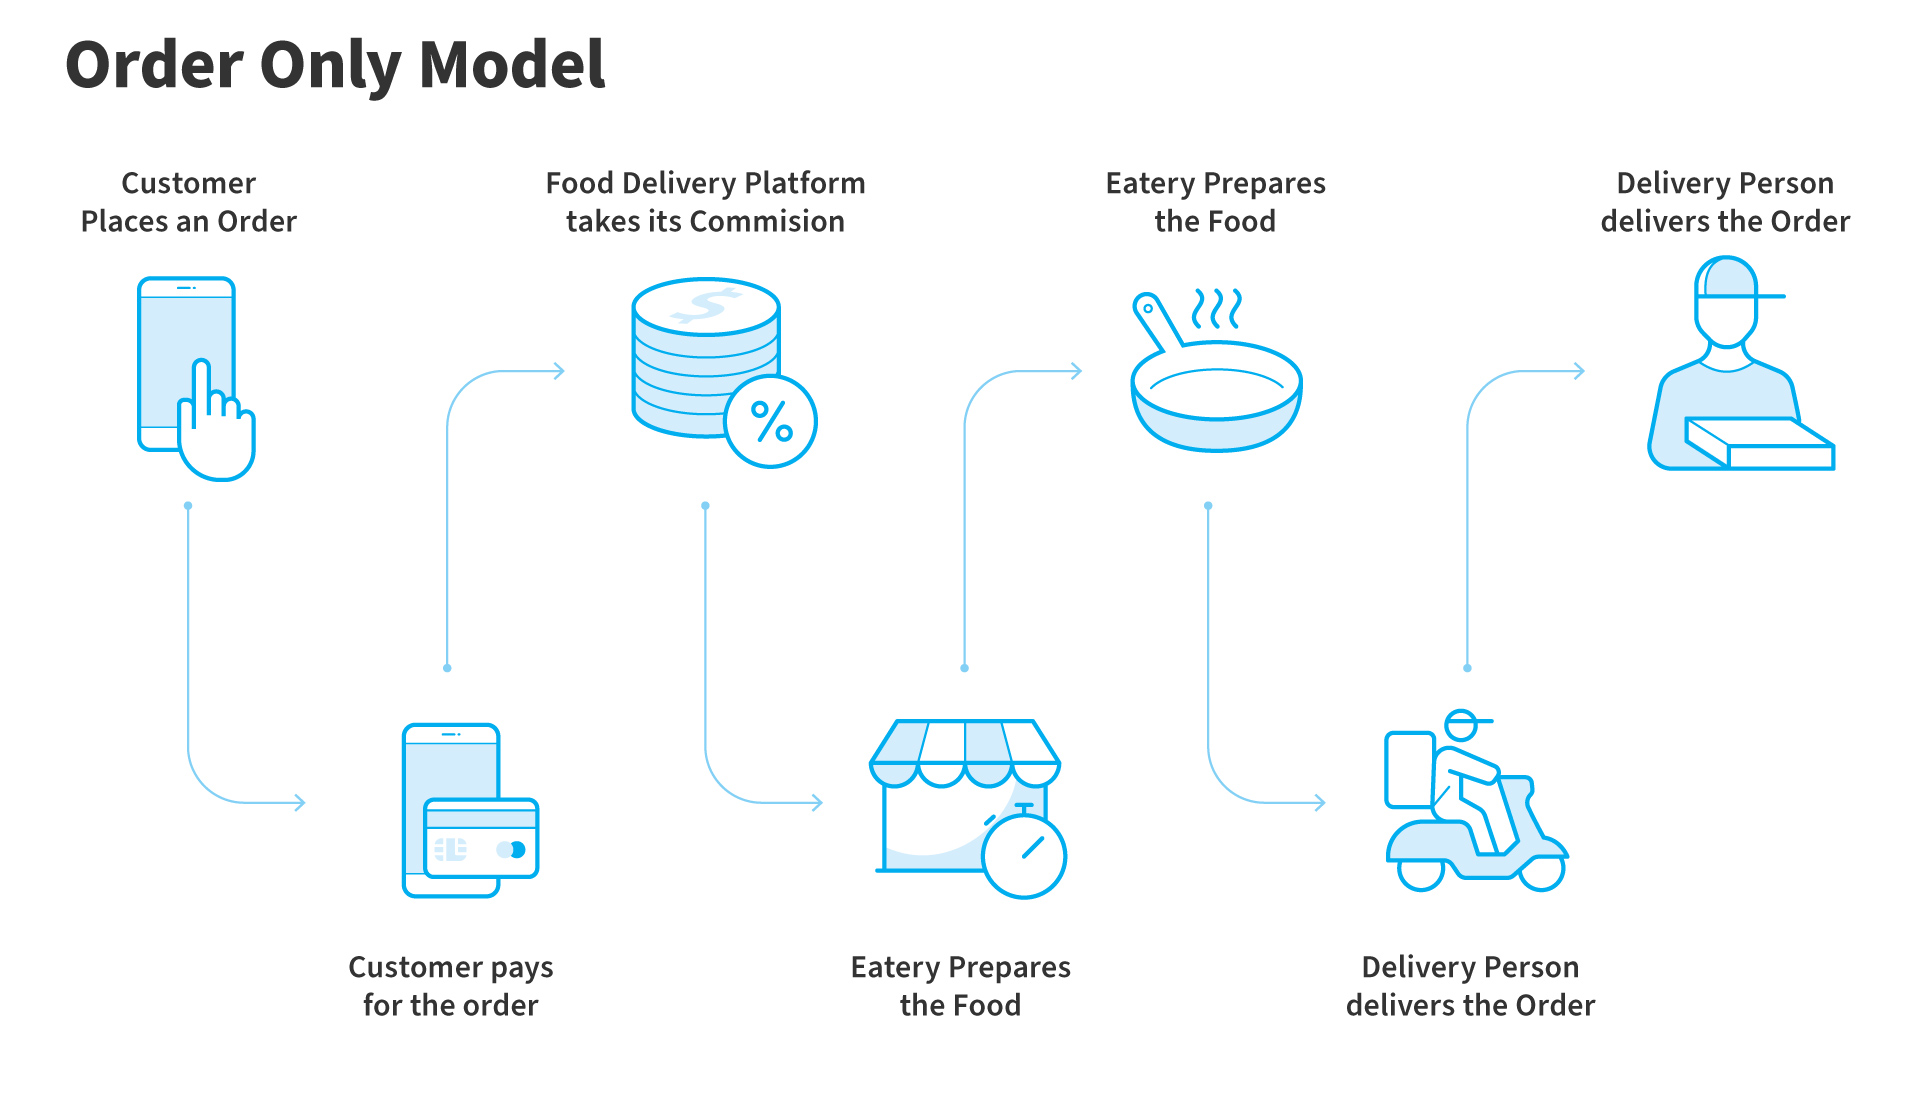 Order Only Model
Customer
Places an Order
Food Delivery Platform
takes its Commision
Eatery Prepares
the Food
Delivery Person
delivers the Order
Customer pays
for the order
Eatery Prepares
the Food
Delivery Person
delivers the Order